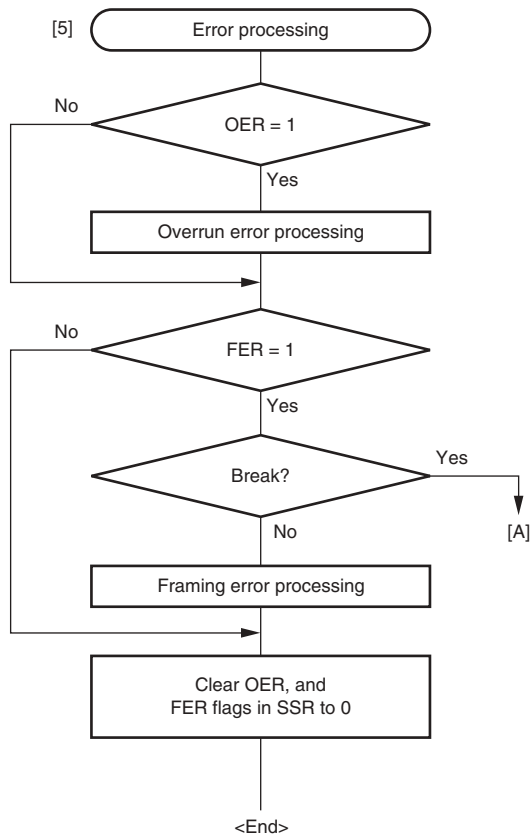 [5]
Error processing
No
OER = 1
Yes
Overrun error processing
No
FER = 1
Yes
Break?
Yes
[A]
No
Framing error processing
Clear OER, and
FER flags in SSR to 0
<End>